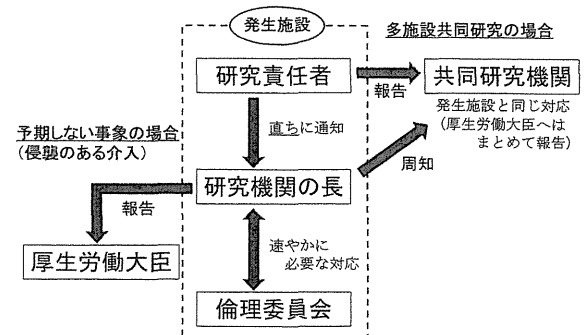 発生施設
多施設共同研究の場合
研究責任者
報告
共同研究機関
発生施設と同じ対応
(厚生労働大臣へは
まとめて報告)
直ちに通知
予期しない事象の場合
(侵襲のある介入)
周知
研究機関の長
報告
厚生労働大臣
速やかに
必要な対応
倫理委員会